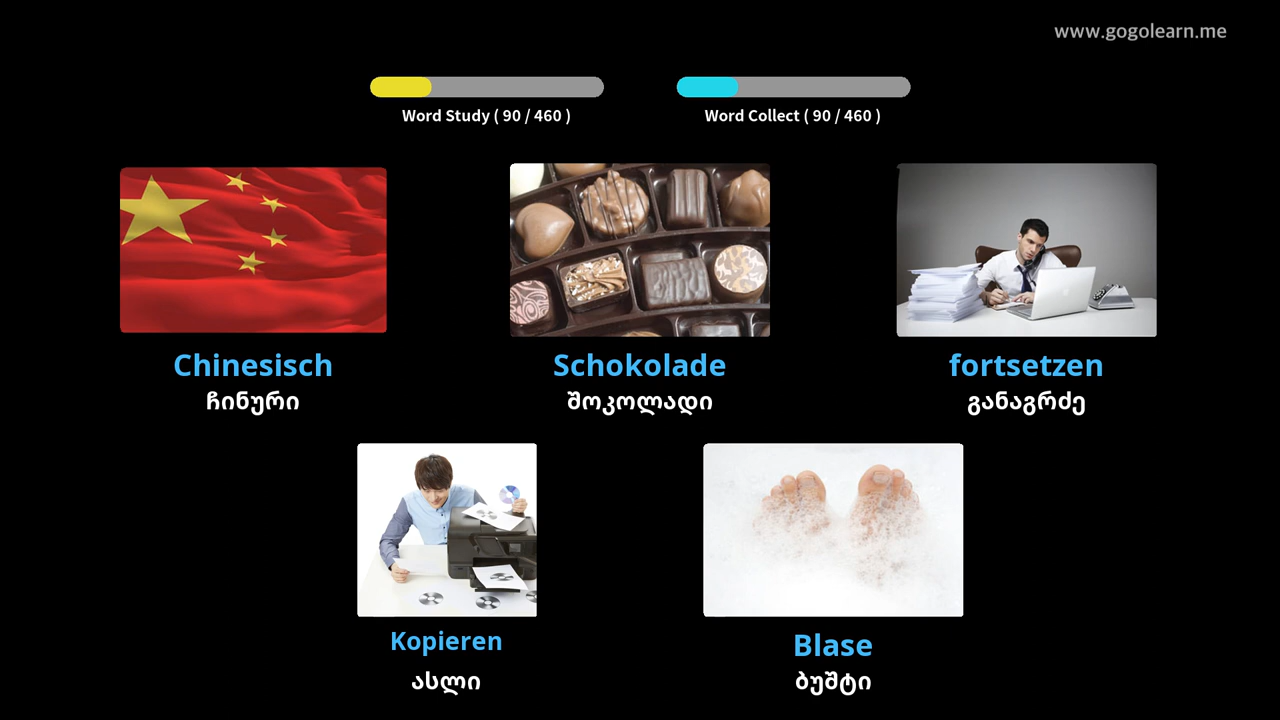 www.gogolearn.me
Word Study ( 90 / 460 )
Word Collect ( 90 / 460 )
Chinesisch
ჩინური
Schokolade
შოკოლადი
fortsetzen
განაგრძე
Kopieren
ასლი
Blase
ბუშტი